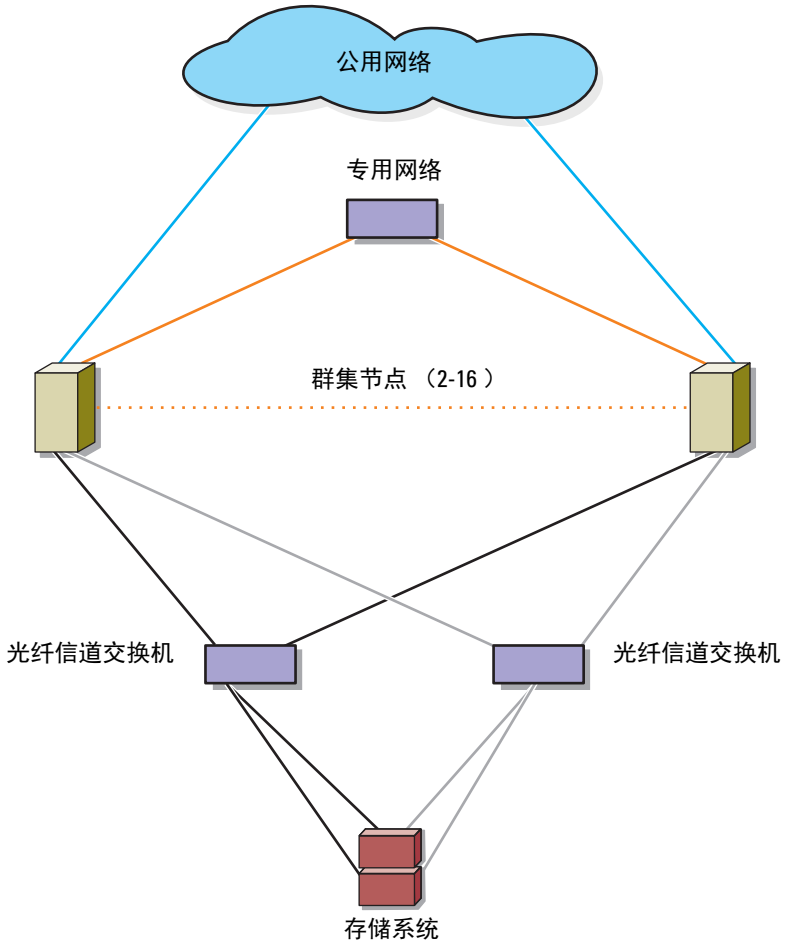 公用网络
专用网络
群集节点 （2-16 ）
光纤信道交换机
光纤信道交换机
存储系统